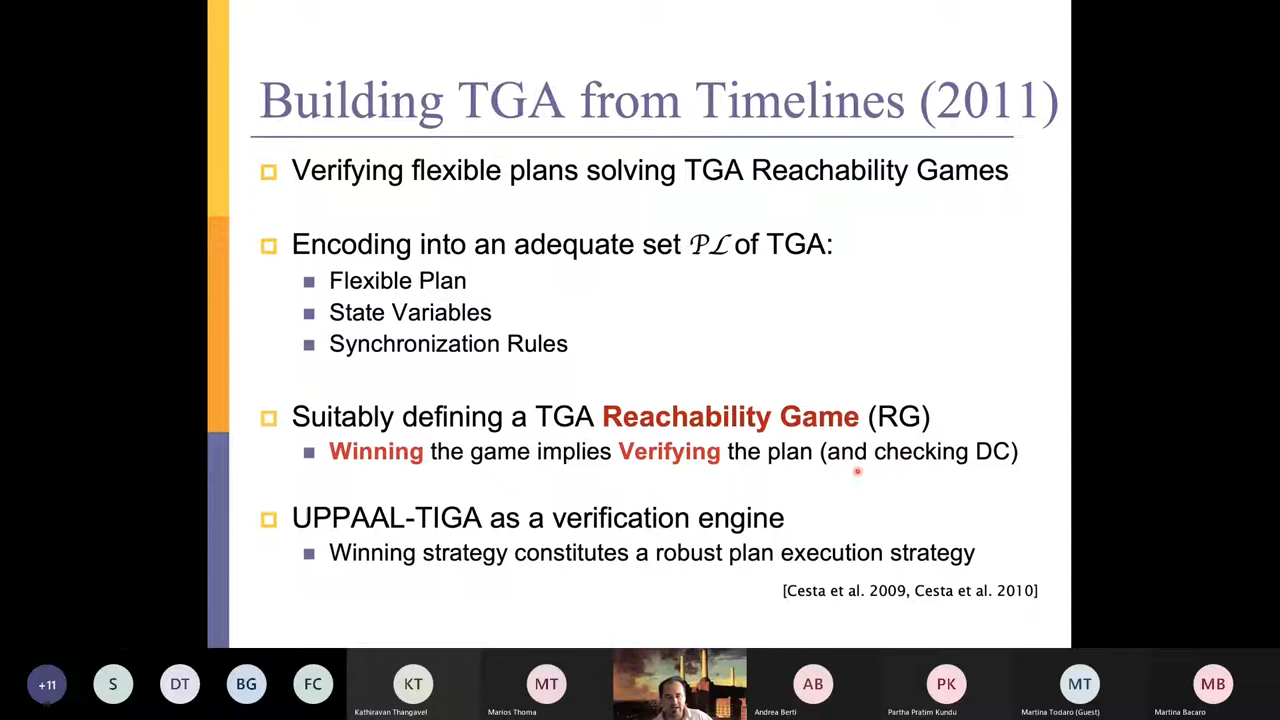 Building TGA from Timelines (2011)
Verifying flexible plans solving TGA Reachability Games
Encoding into an adequate set 𝒫ℒ of TGA:
Flexible Plan
State Variables
Synchronization Rules
Suitably defining a TGA Reachability Game (RG)
Winning the game implies Verifying the plan (and checking DC)
UPPAAL-TIGA as a verification engine
Winning strategy constitutes a robust plan execution strategy
[Cesta et al. 2009, Cesta et al. 2010]
+11 S DT BG FC KT MT AB PK MT MB
Kathiravan Thangavel Marios Thoma Andrea Berti Partha Pratim Kundu Martina Todaro (Guest) Martina Bacaro